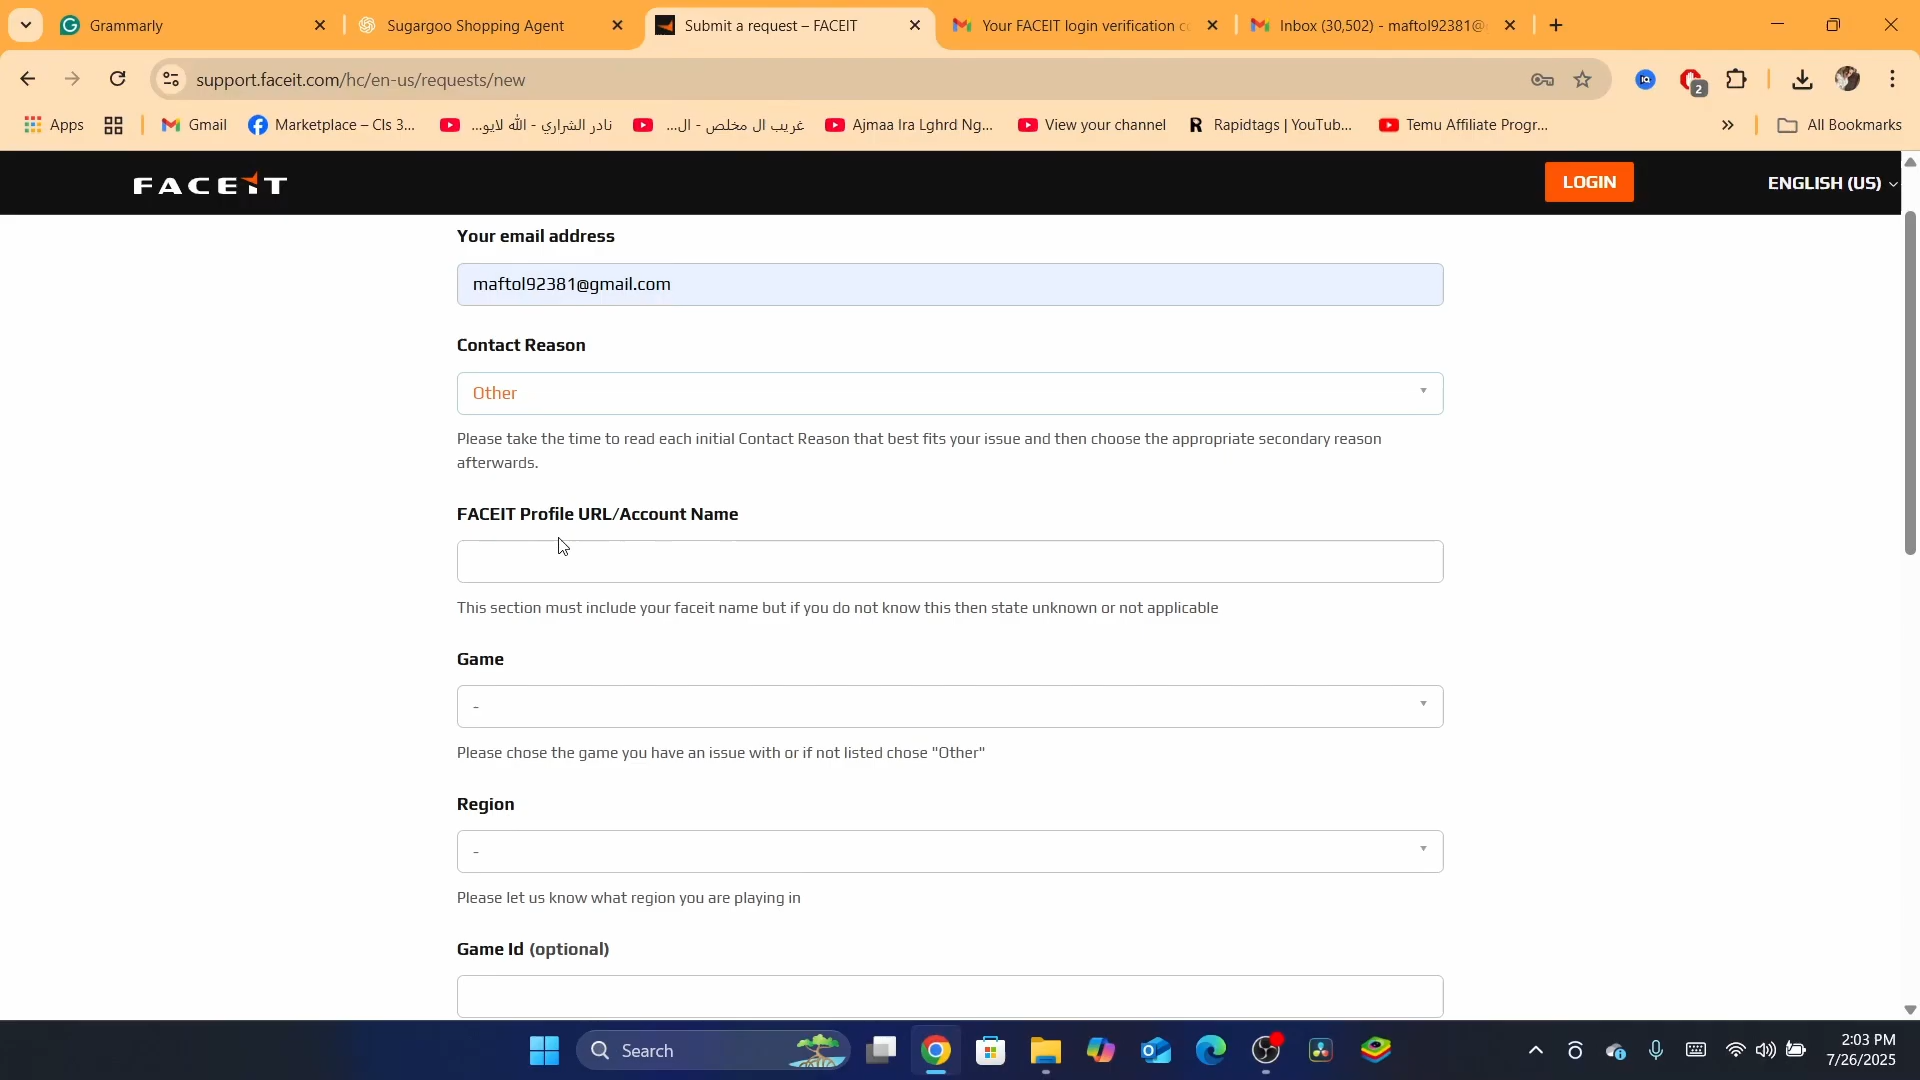 Grammarly
Sugargoo Shopping Agent
Submit a request – FACEIT
Your FACEIT login verification c
Inbox (30,502) - maftol92381@
support.faceit.com/hc/en-us/requests/new
2
Apps
Gmail
Marketplace – Cls 3...
نادر الشراري - الله لايو...
غريب ال مخلص - ال...
Ajmaa Ira Lghrd Ng...
View your channel
Rapidtags | YouTub...
Temu Affiliate Progr...
All Bookmarks
FACEIT
LOGIN
ENGLISH (US)
Your email address
maftol92381@gmail.com
Contact Reason
Other
Please take the time to read each initial Contact Reason that best fits your issue and then choose the appropriate secondary reason
afterwards.
FACEIT Profile URL/Account Name
This section must include your faceit name but if you do not know this then state unknown or not applicable
Game
-
Please chose the game you have an issue with or if not listed chose "Other"
Region
-
Please let us know what region you are playing in
Game Id (optional)
Search
2:03 PM
7/26/2025